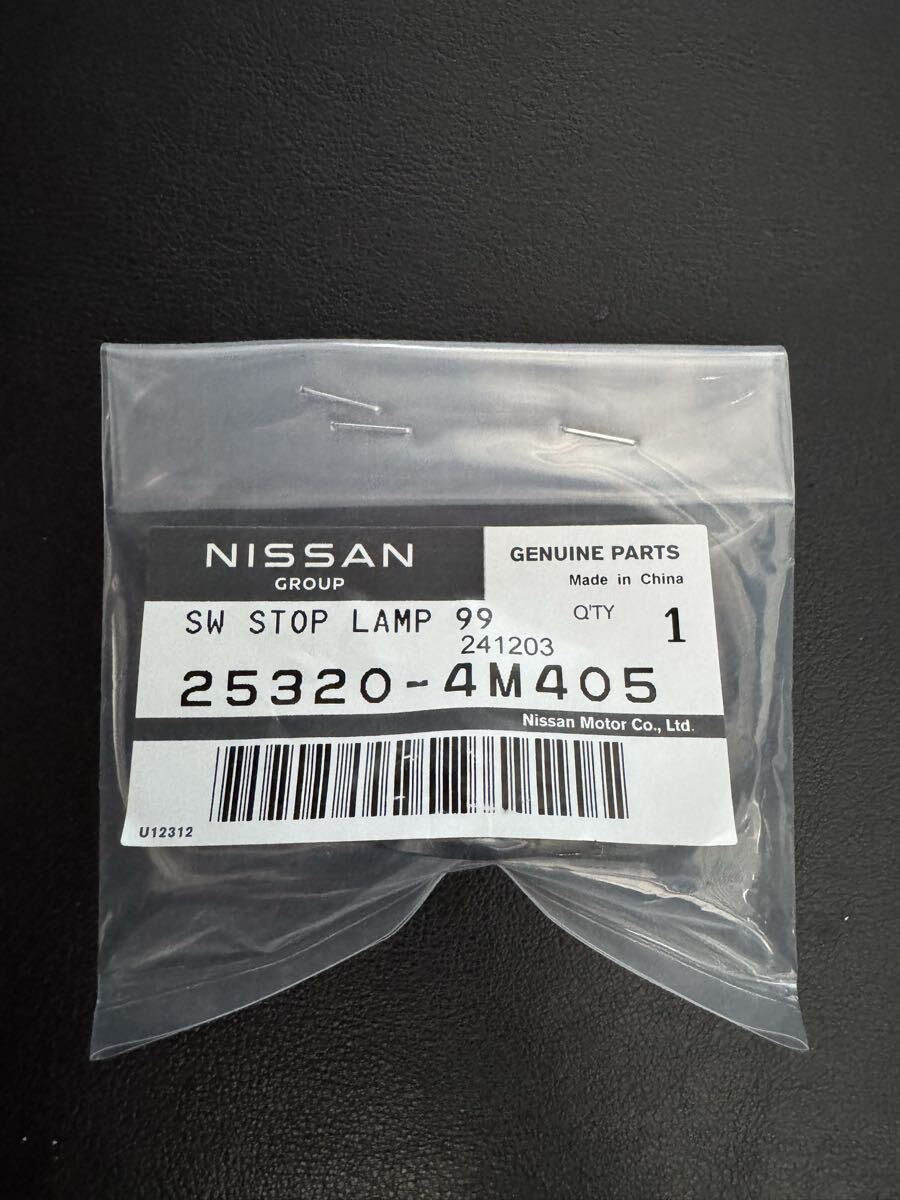 NISSAN
GROUP
GENUINE PARTS
Made in China
SW STOP LAMP 99
Q'TY 1
241203
25320-4M405
Nissan Motor Co., Ltd.
U12312